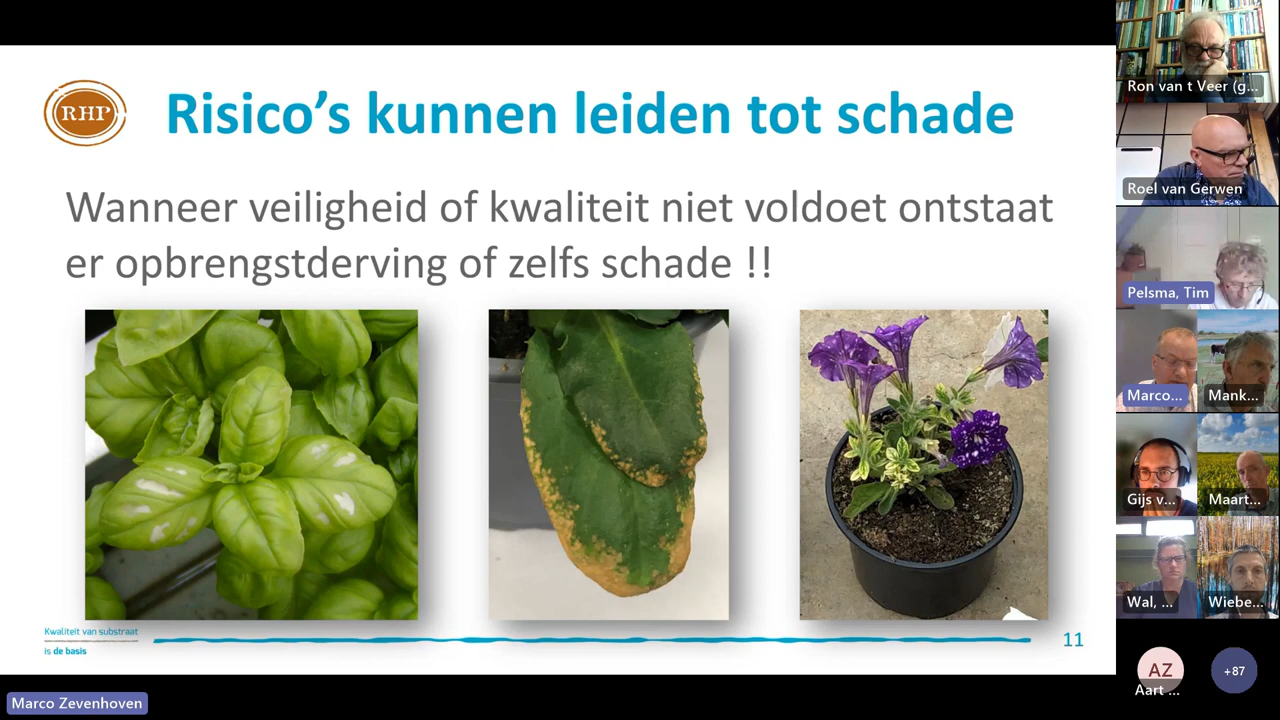 RHP
Risico's kunnen leiden tot schade
Wanneer veiligheid of kwaliteit niet voldoet ontstaat
er opbrengstderving of zelfs schade !!
Kwaliteit van substraat
is de basis
11
Marco Zevenhoven
Ron van t Veer (g...
Roel van Gerwen
Pelsma, Tim
Marco...
Mank...
Gijs v...
Maart...
Wal, ...
Wiebe...
AZ
Aart ...
+87